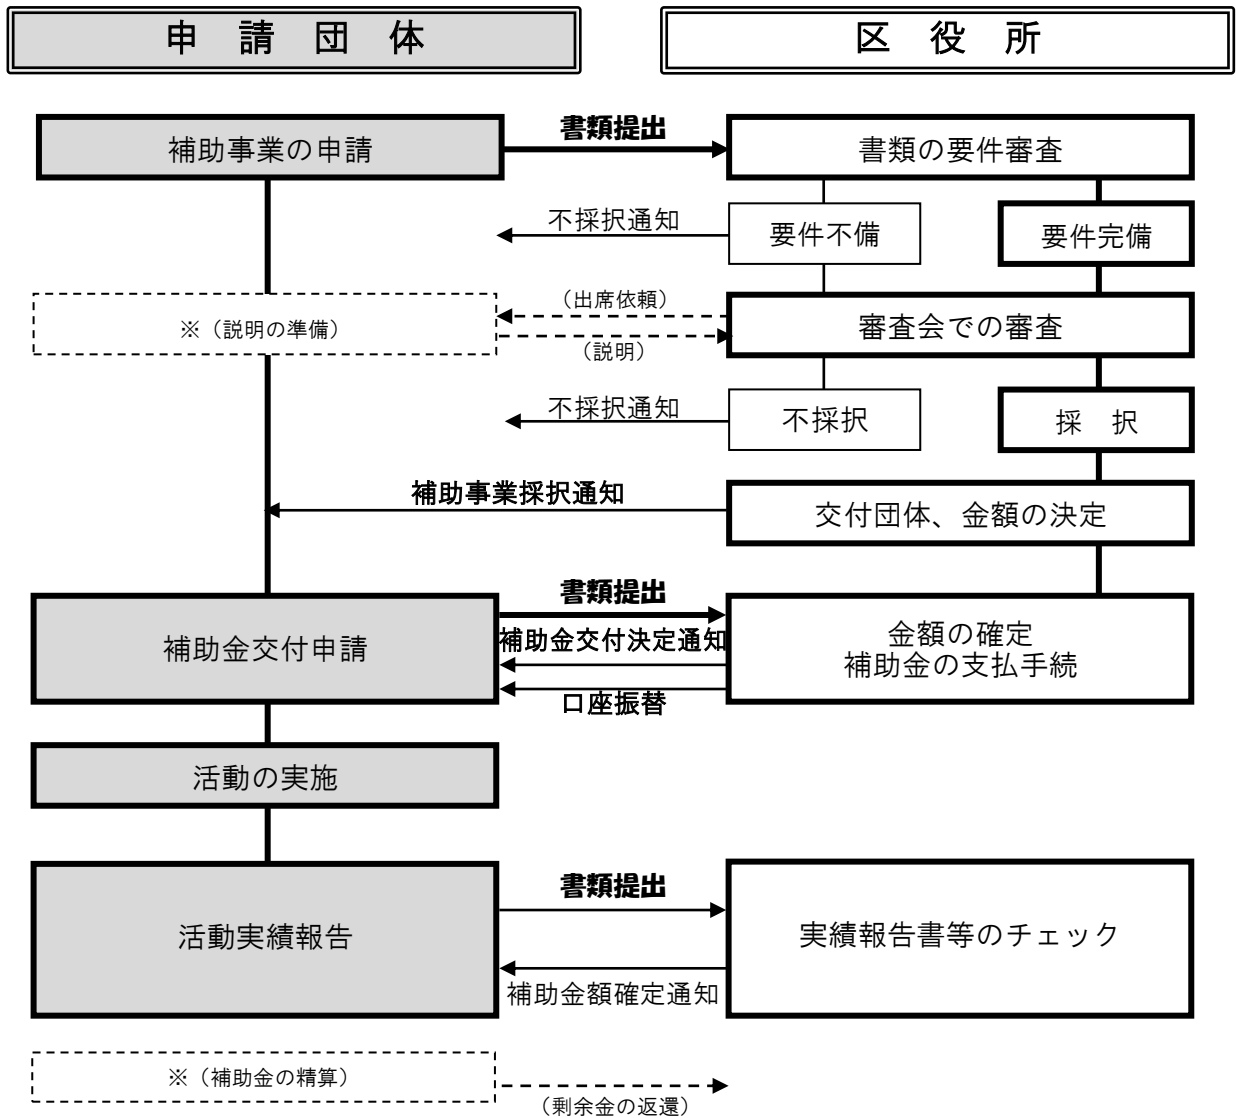 申 請 団 体
区 役 所
補助事業の申請
書類提出
書類の要件審査
不採択通知
要件不備
要件完備
※（説明の準備）
（出席依頼）
（説明）
審査会での審査
不採択通知
不採択
採 択
補助事業採択通知
交付団体、金額の決定
補助金交付申請
書類提出
補助金交付決定通知
口座振替
金額の確定
補助金の支払手続
活動の実施
活動実績報告
書類提出
補助金額確定通知
実績報告書等のチェック
※（補助金の精算）
（剰余金の返還）